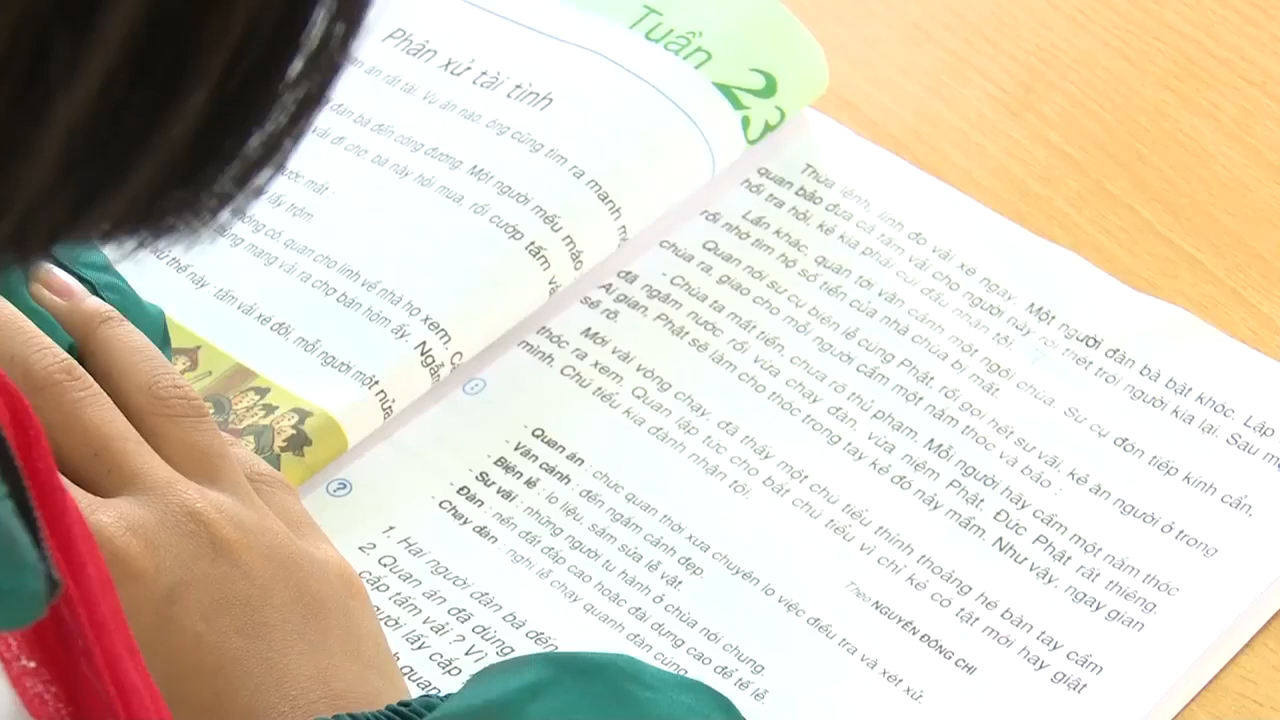 Tuần
23
Phân xử tài tình
án rất tài. Vụ án nào, ông cũng tìm ra manh
đàn bà đến công đường. Một người mếu máo
vải đi chợ, bà này hỏi mua, rồi cướp tấm
ước mắt :
lấy trộm.
không có, quan cho lính về nhà họ xem.
cũng mang vải ra chợ bán hôm ấy. Ngẫm
thế này : tấm vải xé đôi, mỗi người một nửa
Thừa lệnh, lính đo vải xé ngay. Một người đàn bà bật khóc. Lập
quan bảo đưa cả tấm vải cho người này rồi thét trói người kia lại. Sau
hồi tra hỏi, kẻ kia phải cúi đầu nhận tội.
Lần khác, quan tới vãn cảnh một ngôi chùa. Sư cụ đón tiếp kính cẩn,
rồi nhờ tìm hộ số tiền của nhà chùa bị mất.
Quan nói sư cụ biện lễ cúng Phật, rồi gọi hết sư vãi, kẻ ăn người ở trong
chùa ra, giao cho mỗi người cầm một nắm thóc và bảo :
- Chùa ta mất tiền, chưa rõ thủ phạm. Mỗi người hãy cầm một nắm thóc
đã ngâm nước rồi vừa chạy đàn, vừa niệm Phật. Đức Phật rất thiêng.
Ai gian, Phật sẽ làm cho thóc trong tay kẻ đó nảy mầm. Như vậy, ngay gian
sẽ rõ.
Mới vài vòng chạy, đã thấy một chú tiểu thỉnh thoảng hé bàn tay cầm
thóc ra xem. Quan lập tức cho bắt chú tiểu vì chỉ kẻ có tật mới hay giật
mình. Chú tiểu kia đành nhận tội.
Theo NGUYỄN ĐỔNG CHI
- Quan án : chức quan thời xưa chuyên lo việc điều tra và xét xử.
- Vãn cảnh : đến ngắm cảnh đẹp.
- Biện lễ : lo liệu, sắm sửa lễ vật.
- Sư vãi : những người tu hành ở chùa nói chung.
- Đàn : nền đất đắp cao hoặc đài dựng cao để tế lễ.
- Chạy đàn : nghi lễ chạy quanh đàn cúng.
?
1. Hai người đàn bà đến
2. Quan án đã dùng
cắp tấm vải ? Vì
người lấy cắp
quan